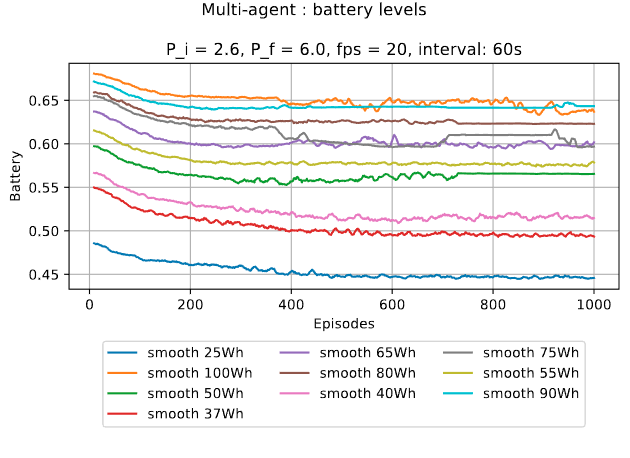 Multi-agent : battery levels
P_i = 2.6, P_f = 6.0, fps = 20, interval: 60s
0.65
0.60
0.55
0.50
0.45
Battery
0 200 400 600 800 1000
Episodes
smooth 25Wh smooth 65Wh smooth 75Wh
smooth 100Wh smooth 80Wh smooth 55Wh
smooth 50Wh smooth 40Wh smooth 90Wh
smooth 37Wh